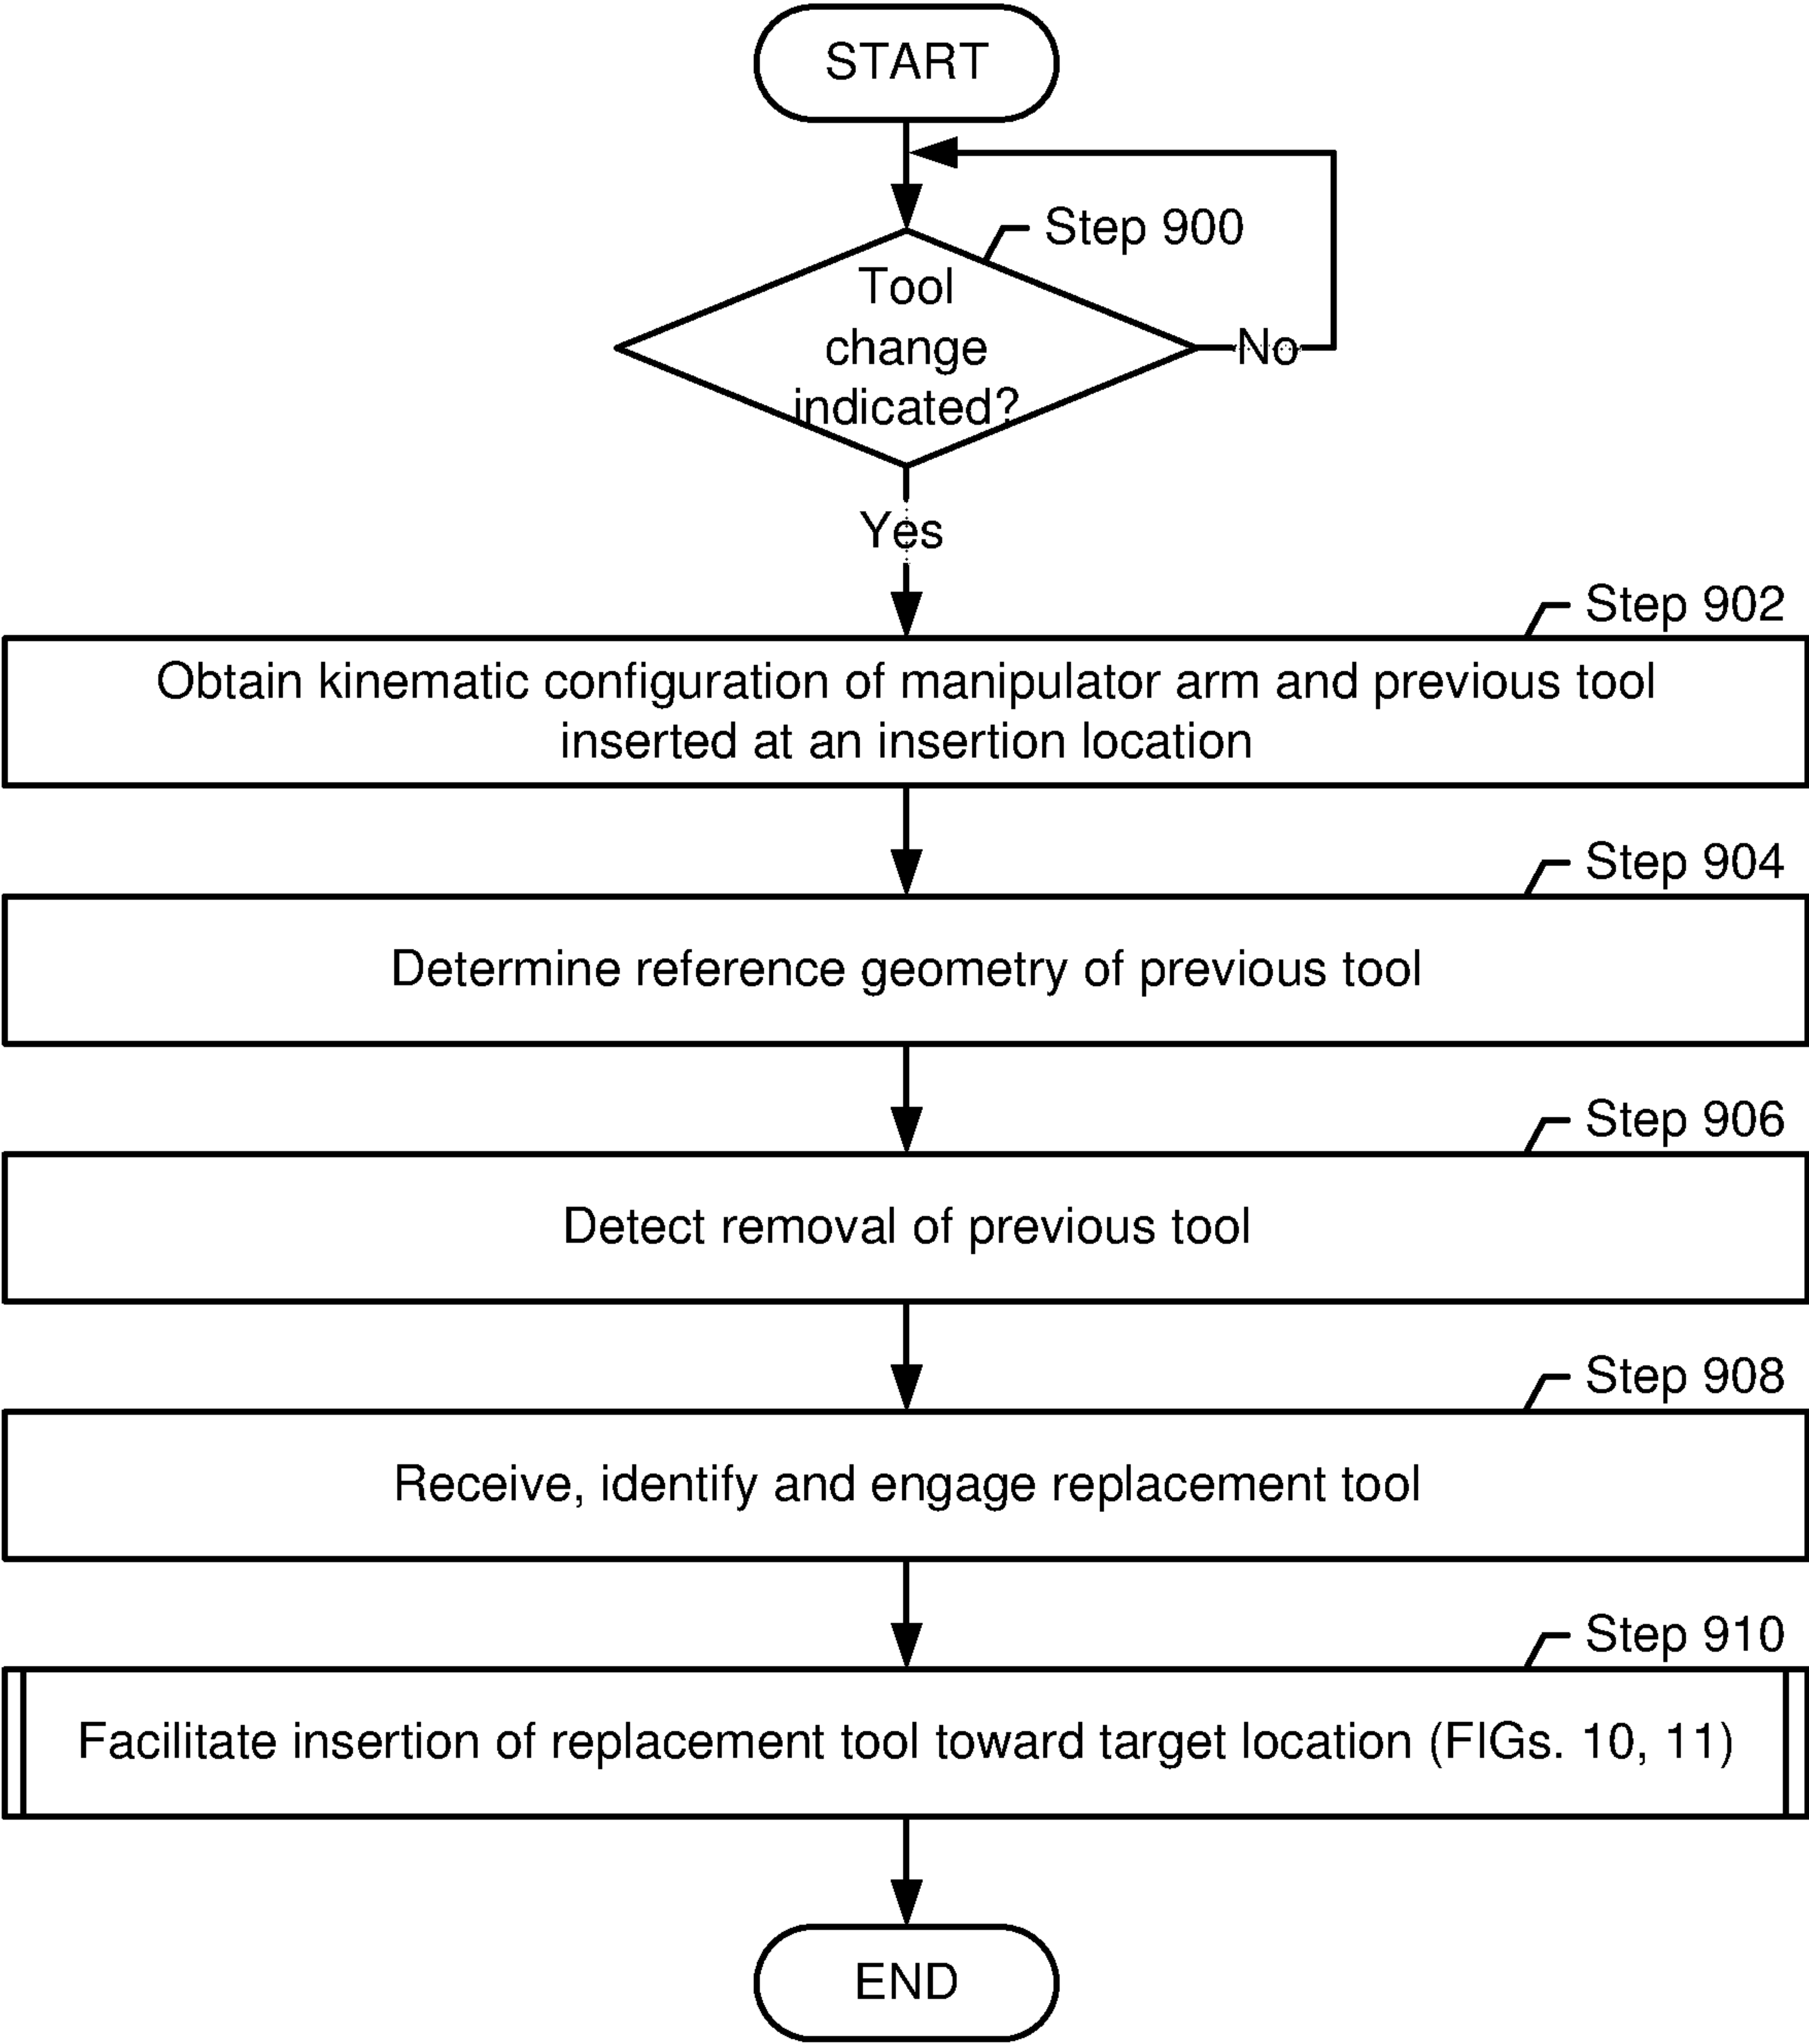 START
Step 900
Tool
change
indicated?
No
Yes
Step 902
Obtain kinematic configuration of manipulator arm and previous tool
inserted at an insertion location
Step 904
Determine reference geometry of previous tool
Step 906
Detect removal of previous tool
Step 908
Receive, identify and engage replacement tool
Step 910
Facilitate insertion of replacement tool toward target location (FIGs. 10, 11)
END